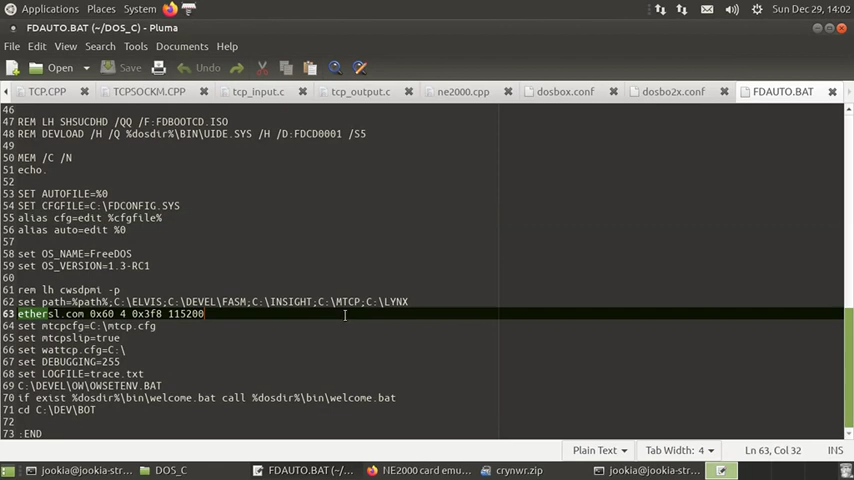 Applications Places System Sun Dec 29, 14:02
FDAUTO.BAT (~/DOS_C) - Pluma
File Edit View Search Tools Documents Help
Open Save Undo
TCP.CPP TCPSOCKM.CPP tcp_input.c tcp_output.c ne2000.cpp dosbox.conf dosbo2x.conf FDAUTO.BAT
46
47 REM LH SHSUCDHD /QQ /F:FDBOOTCD.ISO
48 REM DEVLOAD /H /Q %dosdir%\BIN\UIDE.SYS /H /D:FDCD0001 /S5
49
50 MEM /C /N
51 echo.
52
53 SET AUTOFILE=%0
54 SET CFGFILE=C:\FDCONFIG.SYS
55 alias cfg=edit %cfgfile%
56 alias auto=edit %0
57
58 set OS_NAME=FreeDOS
59 set OS_VERSION=1.3-RC1
60
61 rem lh cwsdpmi -p
62 set path=%path%;C:\ELVIS;C:\DEVEL\FASM;C:\INSIGHT;C:\MTCP;C:\LYNX
63 ethersl.com 0x60 4 0x3f8 115200
64 set mtcpcfg=C:\mtcp.cfg
65 set mtcpslip=true
66 set wattcp.cfg=C:\
67 set DEBUGGING=255
68 set LOGFILE=trace.txt
69 C:\DEVEL\OW\OWSETENV.BAT
70 if exist %dosdir%\bin\welcome.bat call %dosdir%\bin\welcome.bat
71 cd C:\DEV\BOT
72
73 :END
Plain Text Tab Width: 4 Ln 63, Col 32 INS
jookia@jookia-str... DOS_C FDAUTO.BAT (~/... NE2000 card emu... crynwr.zip jookia@jookia-str...